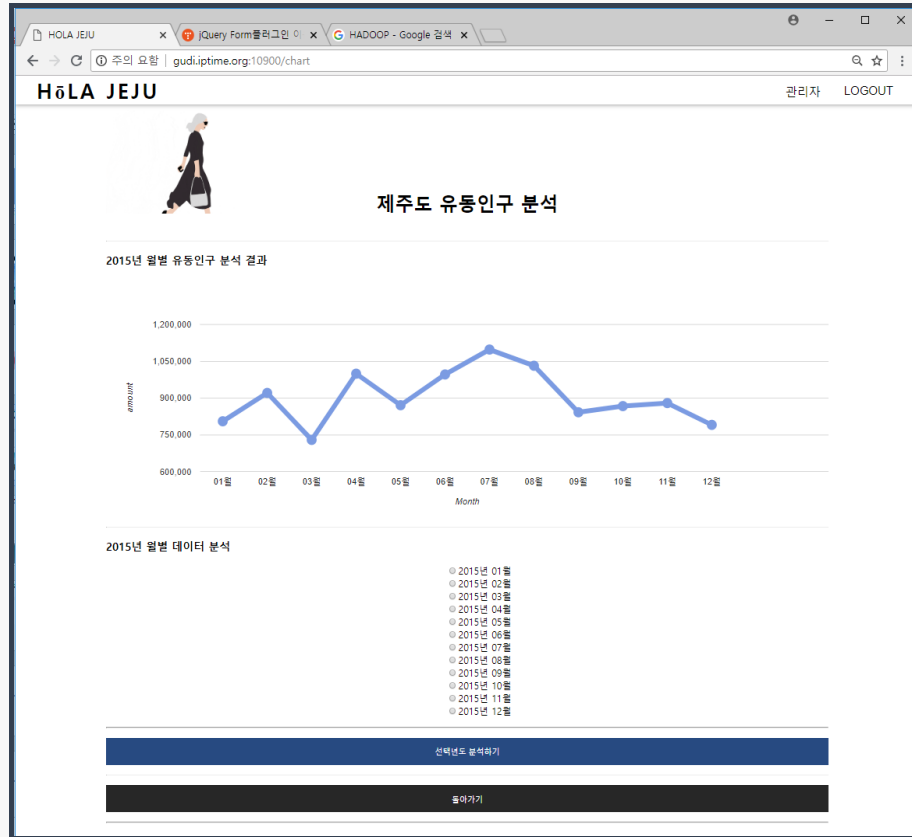 HOLA JEJU
jQuery Form플러그인 이
HADOOP - Google 검색
주의 요함 | gudi.iptime.org:10900/chart
HōLA JEJU
관리자 LOGOUT
제주도 유동인구 분석
2015년 월별 유동인구 분석 결과
1,200,000
1,050,000
900,000
750,000
600,000
amount
01월 02월 03월 04월 05월 06월 07월 08월 09월 10월 11월 12월
Month
2015년 월별 데이터 분석
2015년 01월
2015년 02월
2015년 03월
2015년 04월
2015년 05월
2015년 06월
2015년 07월
2015년 08월
2015년 09월
2015년 10월
2015년 11월
2015년 12월
선택년도 분석하기
돌아가기